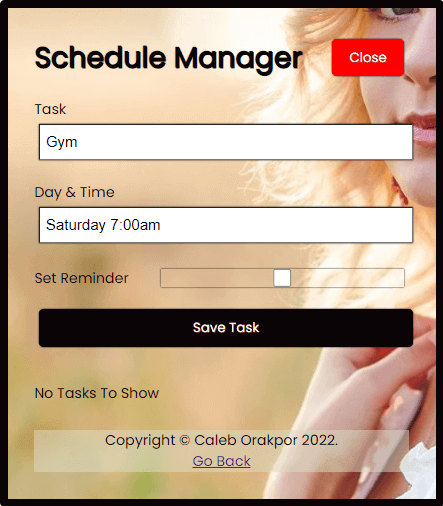 Schedule Manager
Close
Task
Gym
Day & Time
Saturday 7:00am
Set Reminder
Save Task
No Tasks To Show
Copyright © Caleb Orakpor 2022.
Go Back